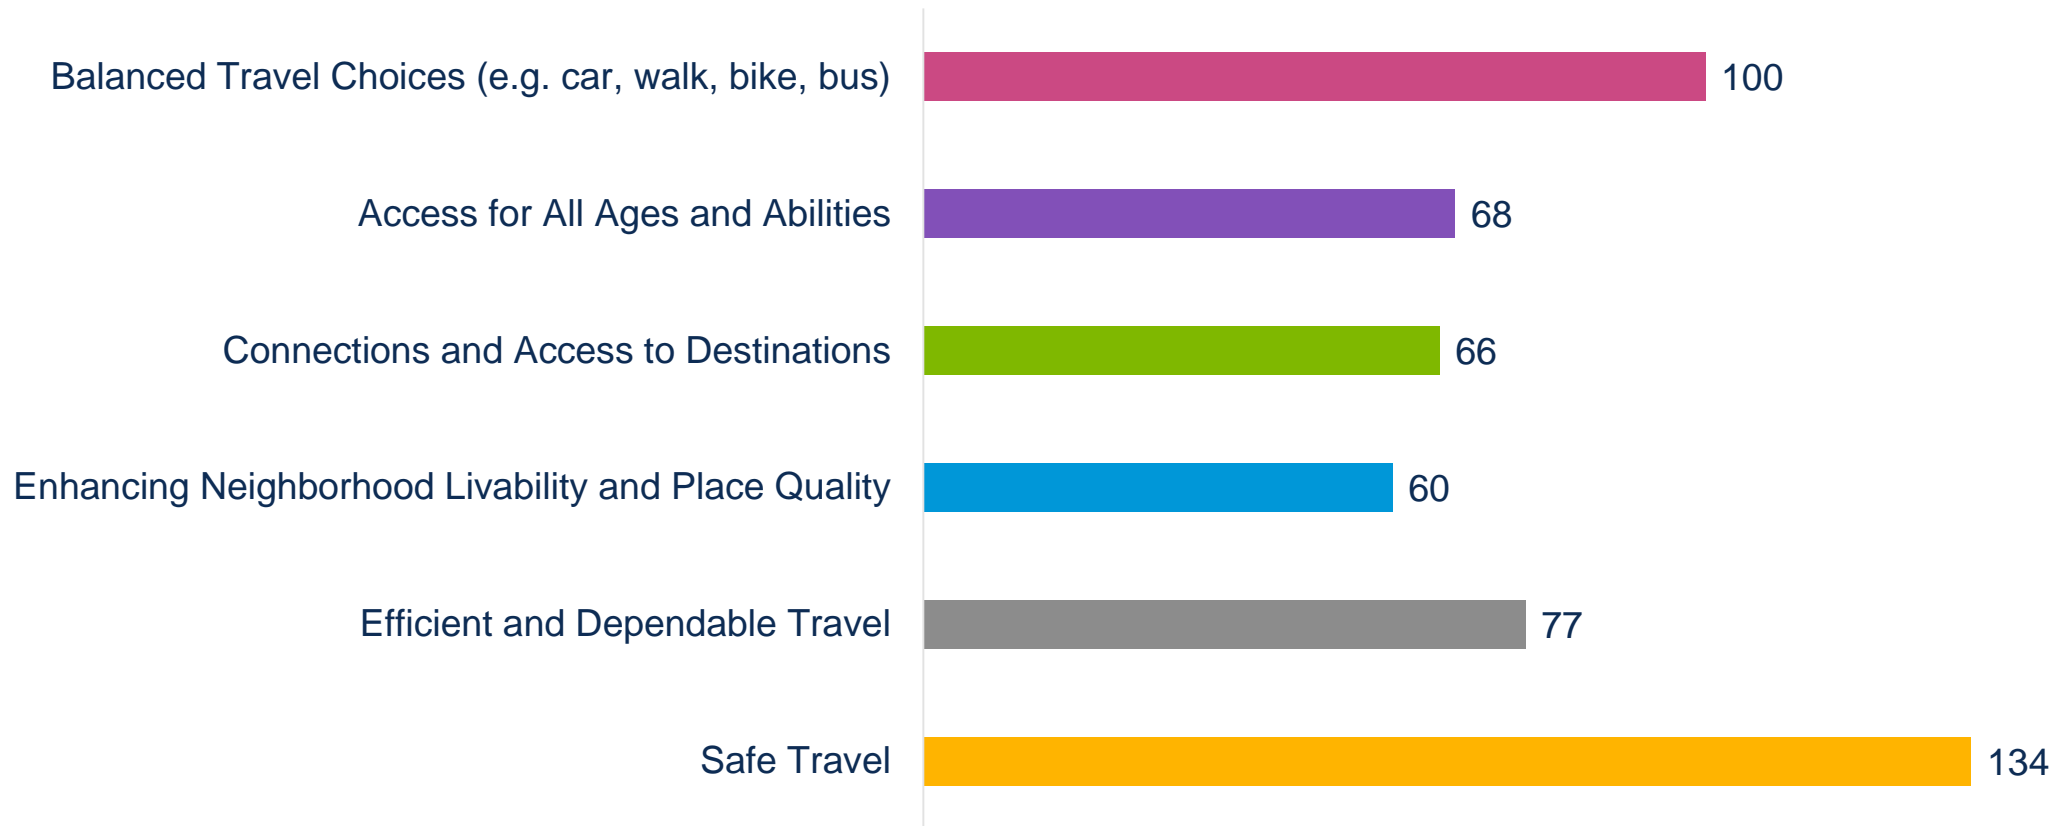 Balanced Travel Choices (e.g. car, walk, bike, bus) 100
Access for All Ages and Abilities 68
Connections and Access to Destinations 66
Enhancing Neighborhood Livability and Place Quality 60
Efficient and Dependable Travel 77
Safe Travel 134